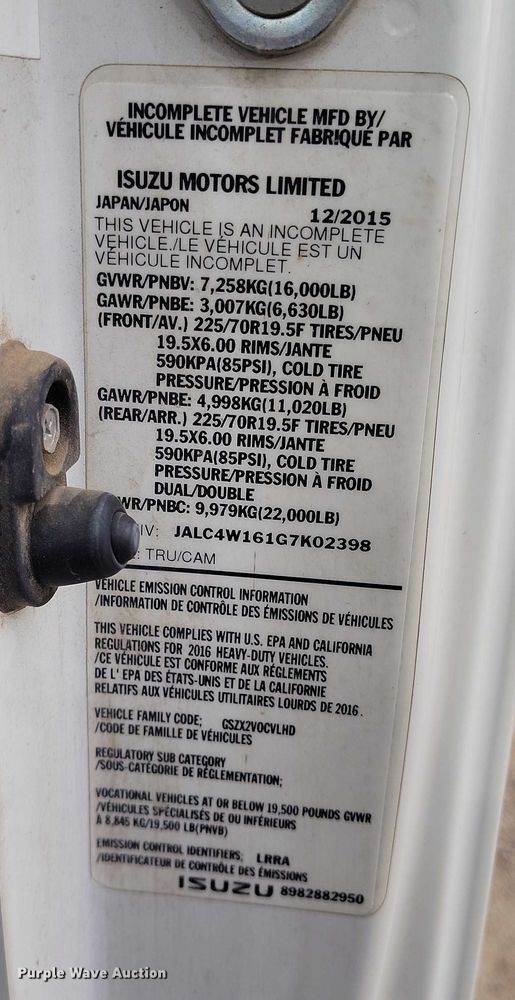 INCOMPLETE VEHICLE MFD BY/
VÉHICULE INCOMPLET FABRIQUÉ PAR
ISUZU MOTORS LIMITED
JAPAN/JAPON 12/2015
THIS VEHICLE IS AN INCOMPLETE
VEHICLE./LE VÉHICULE EST UN
VÉHICULE INCOMPLET.
GVWR/PNBV: 7,258KG(16,000LB)
GAWR/PNBE: 3,007KG(6,630LB)
(FRONT/AV.) 225/70R19.5F TIRES/PNEU
19.5X6.00 RIMS/JANTE
590KPA(85PSI), COLD TIRE
PRESSURE/PRESSION À FROID
GAWR/PNBE: 4,998KG(11,020LB)
(REAR/ARR.) 225/70R19.5F TIRES/PNEU
19.5X6.00 RIMS/JANTE
590KPA(85PSI), COLD TIRE
PRESSURE/PRESSION À FROID
DUAL/DOUBLE
WR/PNBC: 9,979KG(22,000LB)
IV: JALC4W161G7K02398
: TRU/CAM
VEHICLE EMISSION CONTROL INFORMATION
/INFORMATION DE CONTRÔLE DES ÉMISSIONS DE VÉHICULES
THIS VEHICLE COMPLIES WITH U.S. EPA AND CALIFORNIA
REGULATIONS FOR 2016 HEAVY-DUTY VEHICLES.
/CE VÉHICULE EST CONFORME AUX RÉGLEMENTS
DE L' EPA DES ÉTATS-UNIS ET DE LA CALIFORNIE
RELATIFS AUX VÉHICULES UTILITAIRES LOURDS DE 2016.
VEHICLE FAMILY CODE; GSZX2VOCVLHD
/CODE DE FAMILLE DE VÉHICULES
REGULATORY SUB CATEGORY
/SOUS-CATÉGORIE DE RÉGLEMENTATION;
VOCATIONAL VEHICLES AT OR BELOW 19,500 POUNDS GVWR
/VÉHICULES SPÉCIALISÉS DE OU INFÉRIEURS
À 8,845 KG/19,500 LB(PNVB)
EMISSION CONTROL IDENTIFIERS; LRRA
/IDENTIFICATEUR DE CONTRÔLE DES ÉMISSIONS
ISUZU 8982882950
Purple Wave Auction